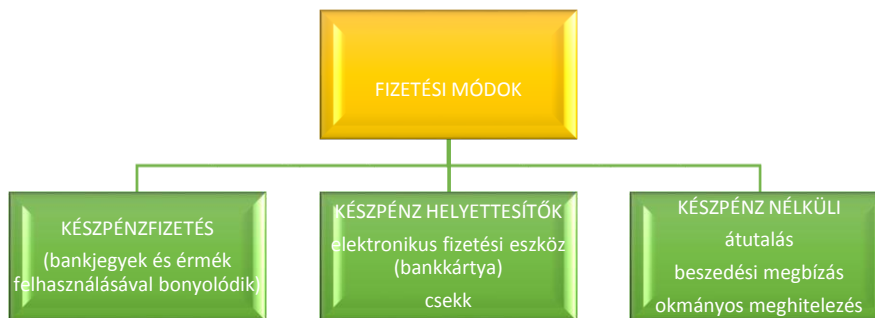 FIZETÉSI MÓDOK
KÉSZPÉNZFIZETÉS
(bankjegyek és érmék
felhasználásával bonyolódik)
KÉSZPÉNZ HELYETTESÍTŐK
elektronikus fizetési eszköz
(bankkártya)
csekk
KÉSZPÉNZ NÉLKÜLI
átutalás
beszedési megbízás
okmányos meghitelezés